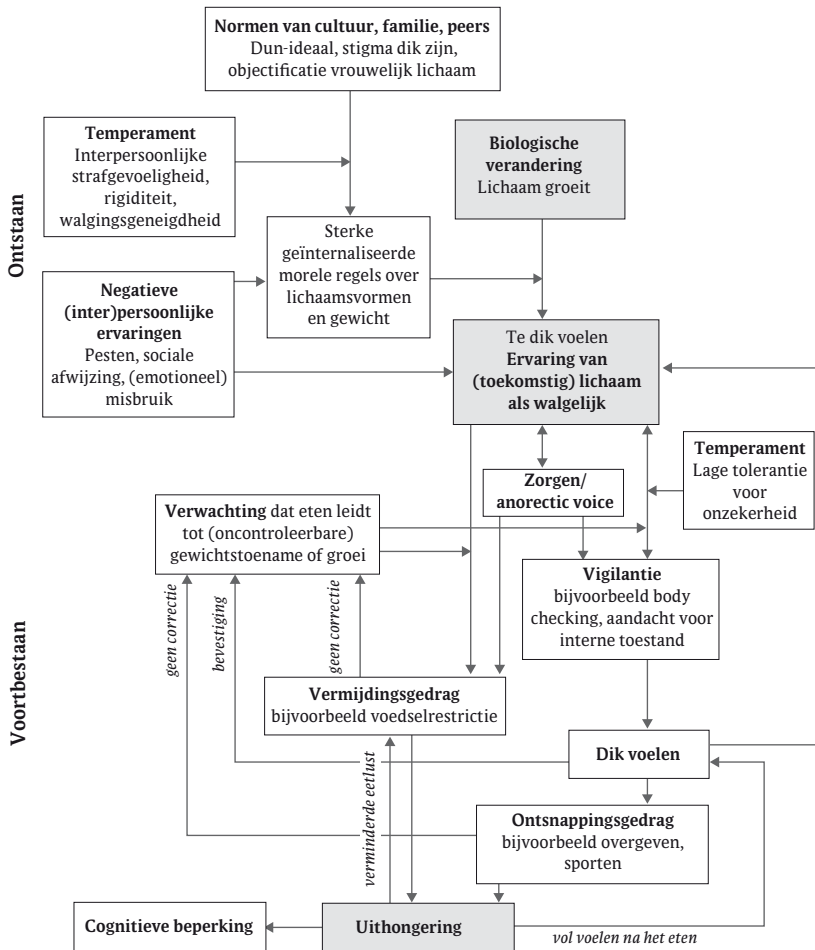 Normen van cultuur, familie, peers
Dun-ideaal, stigma dik zijn,
objectificatie vrouwelijk lichaam
Temperament
Interpersoonlijke
strafgevoeligheid,
rigiditeit,
walgingsgeneigdheid
Biologische
verandering
Lichaam groeit
Ontstaan
Sterke
geïnternaliseerde
morele regels over
lichaamsvormen
en gewicht
Negatieve
(inter)persoonlijke
ervaringen
Pesten, sociale
afwijzing, (emotioneel)
misbruik
Te dik voelen
Ervaring van
(toekomstig) lichaam
als walgelijk
Temperament
Lage tolerantie
voor
onzekerheid
Zorgen/
anorectic voice
Verwachting dat eten leidt
tot (oncontroleerbare)
gewichtstoename of groei
Vigilantie
bijvoorbeeld body
checking, aandacht voor
interne toestand
geen correctie
bevestiging
geen correctie
Voortbestaan
Vermijdingsgedrag
bijvoorbeeld voedselrestrictie
Dik voelen
verminderde eetlust
Ontsnappingsgedrag
bijvoorbeeld overgeven,
sporten
Cognitieve beperking
Uithongering
vol voelen na het eten